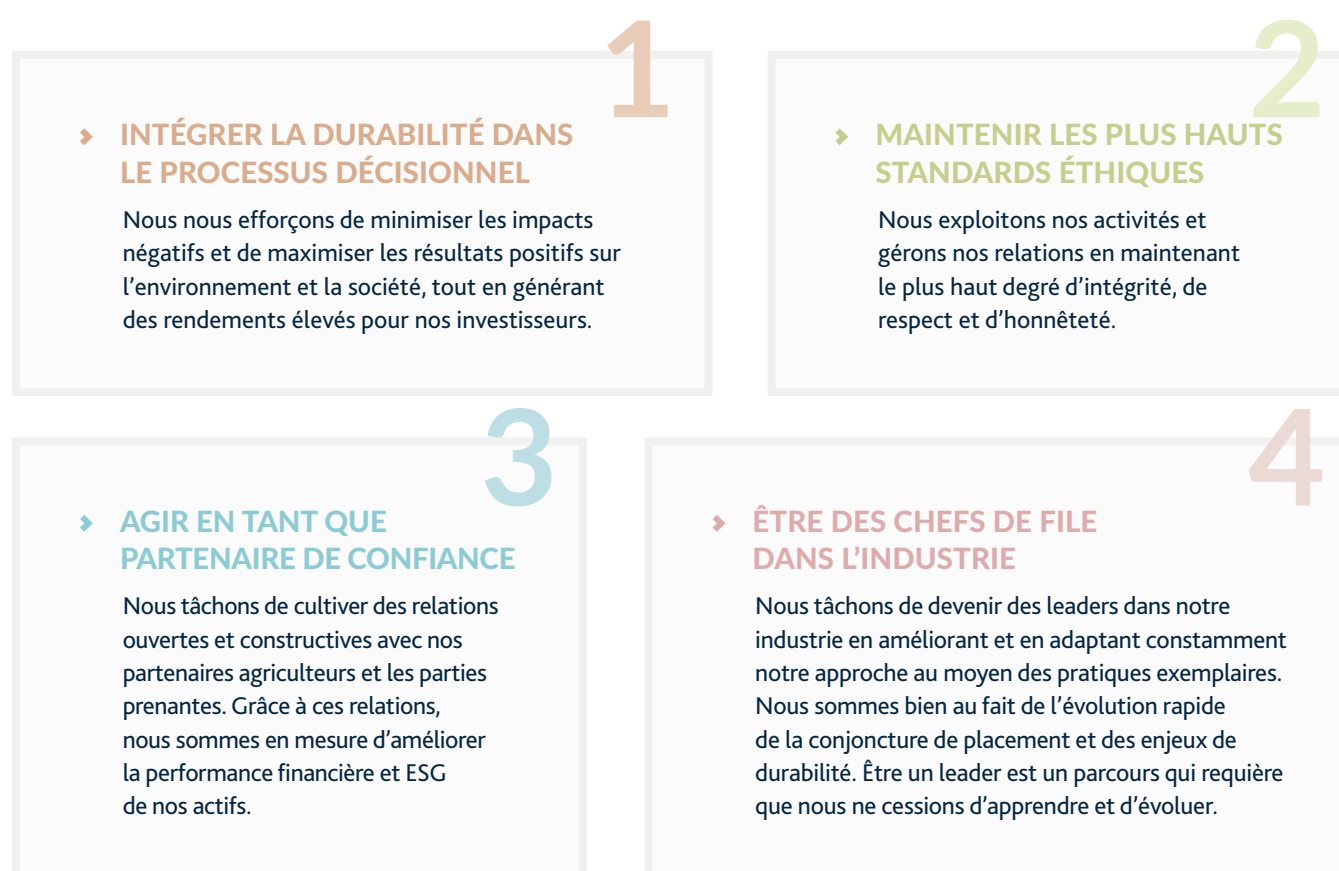 1
INTÉGRER LA DURABILITÉ DANS
LE PROCESSUS DÉCISIONNEL
Nous nous efforçons de minimiser les impacts
négatifs et de maximiser les résultats positifs sur
l’environnement et la société, tout en générant
des rendements élevés pour nos investisseurs.
2
MAINTENIR LES PLUS HAUTS
STANDARDS ÉTHIQUES
Nous exploitons nos activités et
gérons nos relations en maintenant
le plus haut degré d’intégrité, de
respect et d’honnêteté.
3
AGIR EN TANT QUE
PARTENAIRE DE CONFIANCE
Nous tâchons de cultiver des relations
ouvertes et constructives avec nos
partenaires agriculteurs et les parties
prenantes. Grâce à ces relations,
nous sommes en mesure d’améliorer
la performance financière et ESG
de nos actifs.
4
ÊTRE DES CHEFS DE FILE
DANS L’INDUSTRIE
Nous tâchons de devenir des leaders dans notre
industrie en améliorant et en adaptant constamment
notre approche au moyen des pratiques exemplaires.
Nous sommes bien au fait de l’évolution rapide
de la conjoncture de placement et des enjeux de
durabilité. Être un leader est un parcours qui requière
que nous ne cessions d’apprendre et d’évoluer.